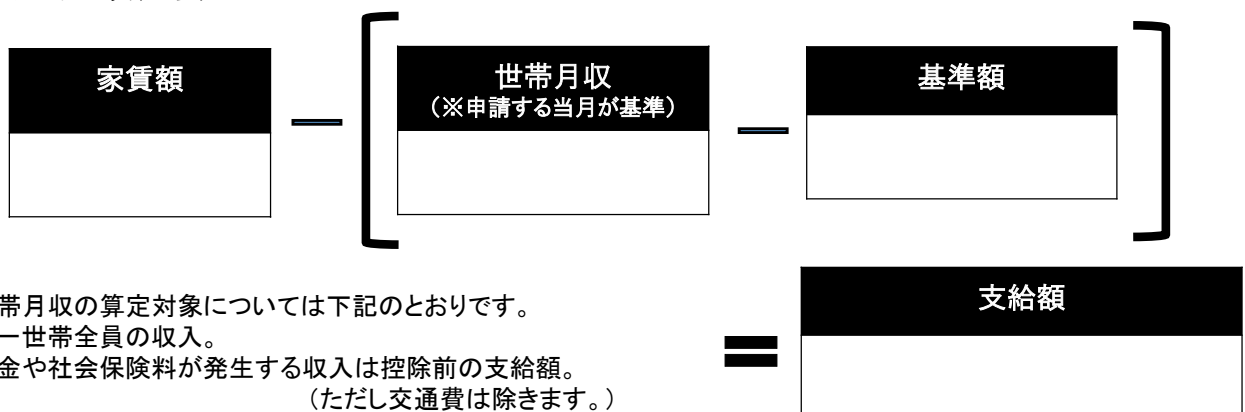 家賃額
世帯月収
（※申請する当月が基準）
基準額
帯月収の算定対象については下記のとおりです。
一世帯全員の収入。
金や社会保険料が発生する収入は控除前の支給額。
（ただし交通費は除きます。）
支給額